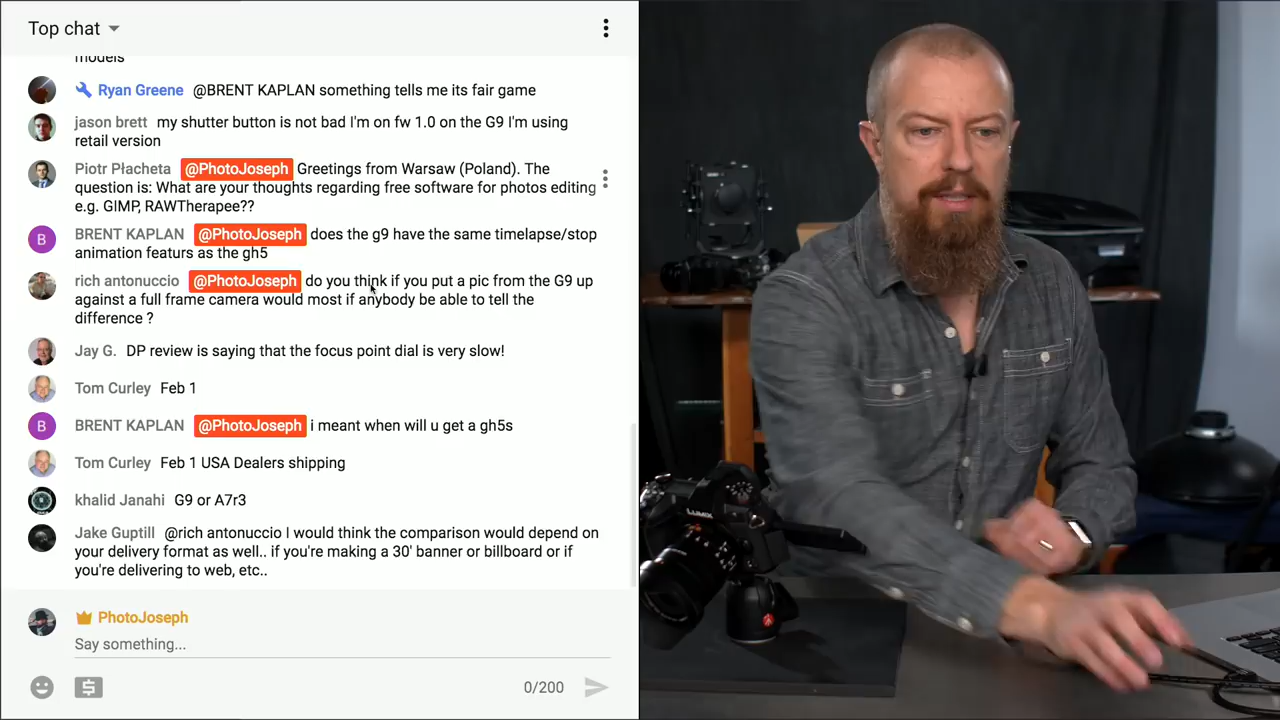 Top chat
models
Ryan Greene @BRENT KAPLAN something tells me its fair game
jason brett my shutter button is not bad I'm on fw 1.0 on the G9 I'm using
retail version
Piotr Płacheta @PhotoJoseph Greetings from Warsaw (Poland). The
question is: What are your thoughts regarding free software for photos editing
e.g. GIMP, RAWTherapee??
B BRENT KAPLAN @PhotoJoseph does the g9 have the same timelapse/stop
animation featurs as the gh5
rich antonuccio @PhotoJoseph do you think if you put a pic from the G9 up
against a full frame camera would most if anybody be able to tell the
difference ?
Jay G. DP review is saying that the focus point dial is very slow!
Tom Curley Feb 1
B BRENT KAPLAN @PhotoJoseph i meant when will u get a gh5s
Tom Curley Feb 1 USA Dealers shipping
khalid Janahi G9 or A7r3
Jake Guptill @rich antonuccio I would think the comparison would depend on
your delivery format as well.. if you're making a 30' banner or billboard or if
you're delivering to web, etc..
PhotoJoseph
Say something...
0/200
LUMIX